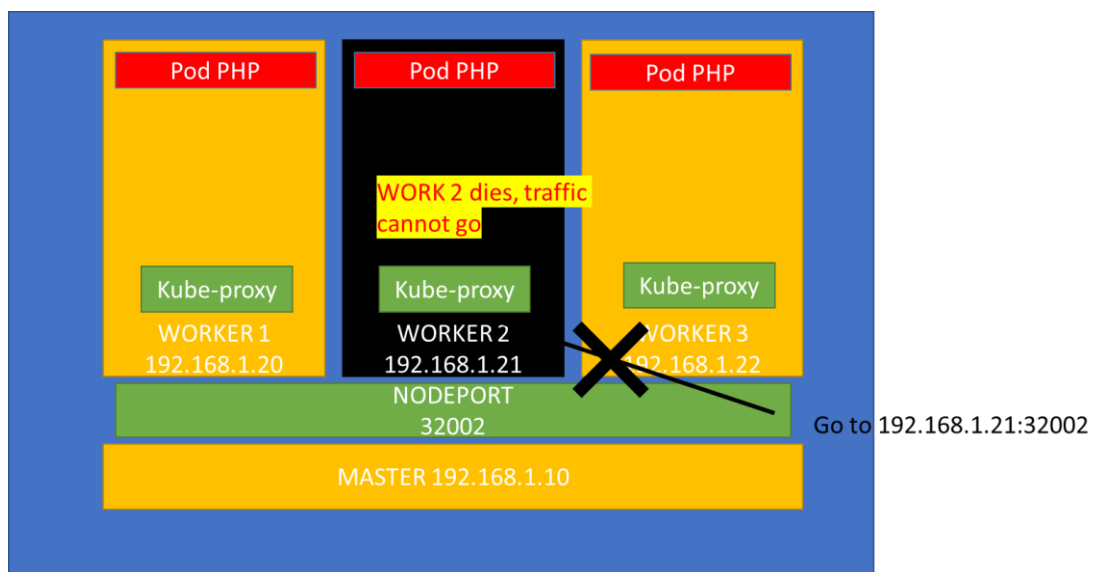 Pod PHP
Pod PHP
Pod PHP
WORK 2 dies, traffic
cannot go
Kube-proxy
Kube-proxy
Kube-proxy
WORKER 1
192.168.1.20
WORKER 2
192.168.1.21
WORKER 3
192.168.1.22
NODEPORT
32002
Go to 192.168.1.21:32002
MASTER 192.168.1.10